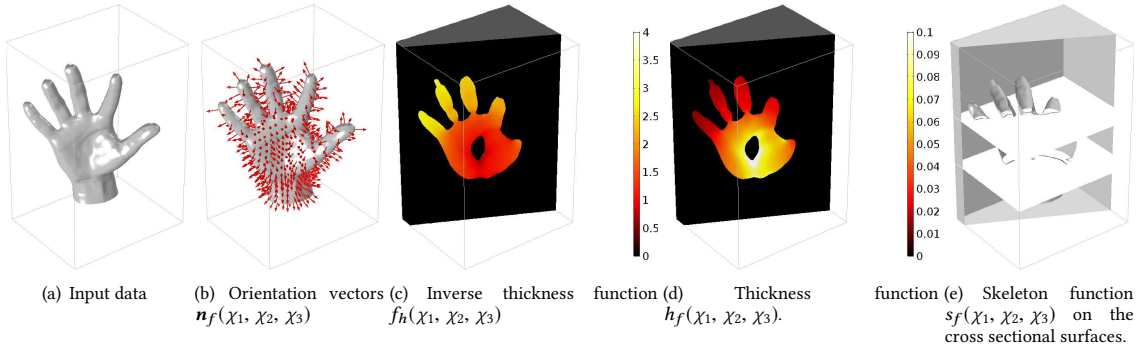 4
3.5
3
2.5
2
1.5
1
0.5
0
0.1
0.09
0.08
0.07
0.06
0.05
0.04
0.03
0.02
0.01
0
(a) Input data
(b) Orientation vectors
n_f(χ1, χ2, χ3)
(c) Inverse thickness function
f_h(χ1, χ2, χ3)
(d) Thickness function
h_f(χ1, χ2, χ3).
(e) Skeleton function
s_f(χ1, χ2, χ3) on the
cross sectional surfaces.